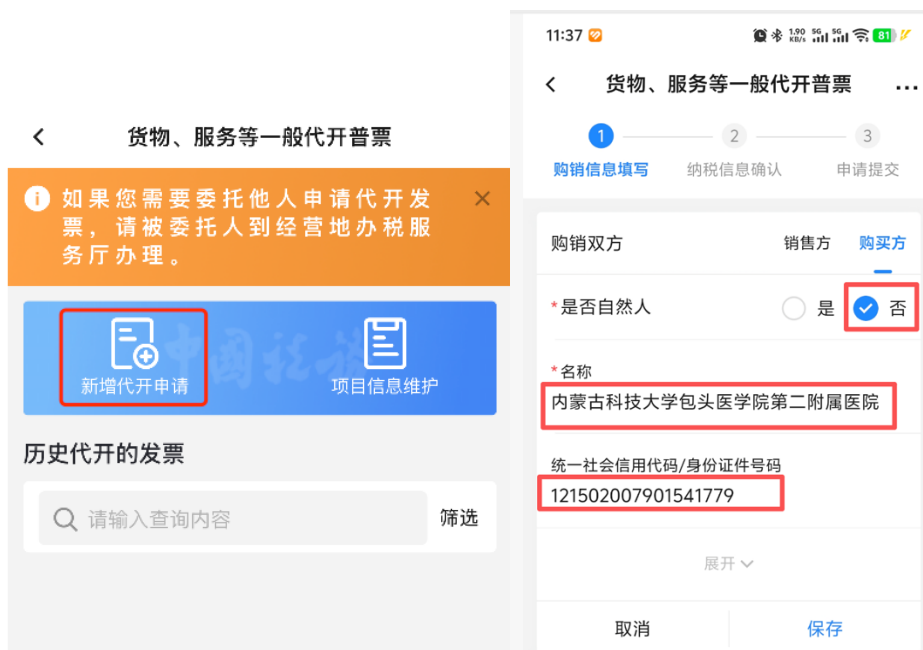 货物、服务等一般代开普票
如果您需要委托他人申请代开发
票，请被委托人到经营地办税服
务厅办理。
新增代开申请
项目信息维护
历史代开的发票
请输入查询内容
筛选
11:37
1.90 KB/s 5G 5G 81
货物、服务等一般代开普票
1 2 3
购销信息填写 纳税信息确认 申请提交
购销双方 销售方 购买方
*是否自然人 是 否
*名称
内蒙古科技大学包头医学院第二附属医院
统一社会信用代码/身份证件号码
121502007901541779
展开
取消 保存